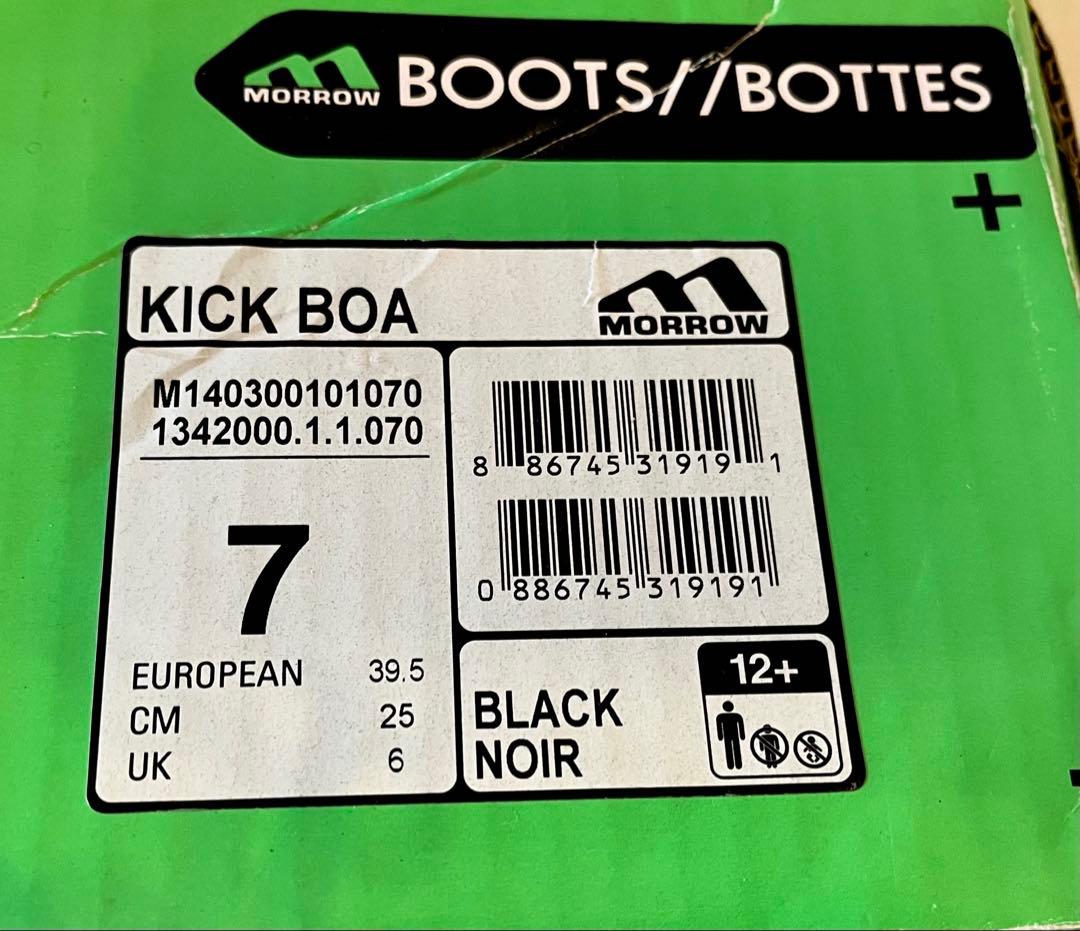 MORROW BOOTS//BOTTES
KICK BOA
MORROW
M140300101070
1342000.1.1.070
7
EUROPEAN 39.5
CM 25
UK 6
8 86745 31919 1
0 886745 319191
BLACK
NOIR
12+